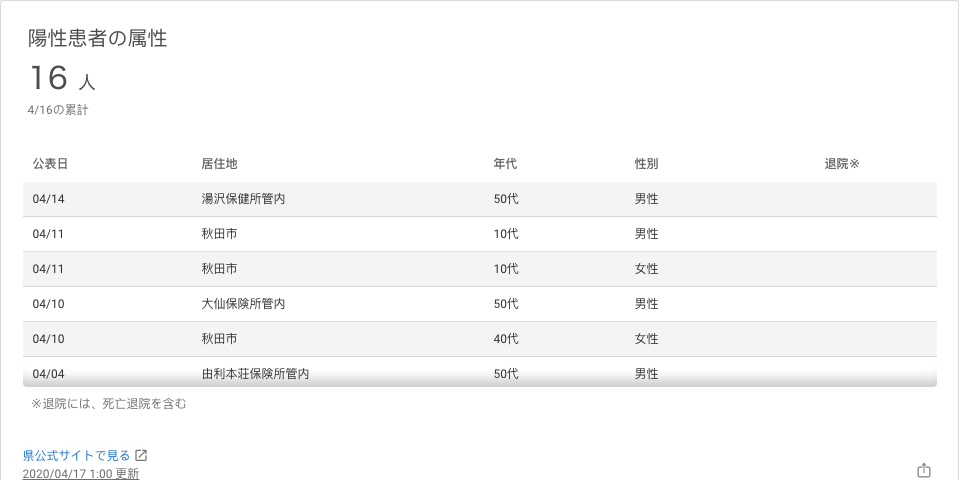 陽性患者の属性
16 人
4/16の累計
公表日 居住地 年代 性別 退院※
04/14 湯沢保健所管内 50代 男性
04/11 秋田市 10代 男性
04/11 秋田市 10代 女性
04/10 大仙保険所管内 50代 男性
04/10 秋田市 40代 女性
04/04 由利本荘保険所管内 50代 男性
※退院には、死亡退院を含む
県公式サイトで見る
2020/04/17 1:00 更新